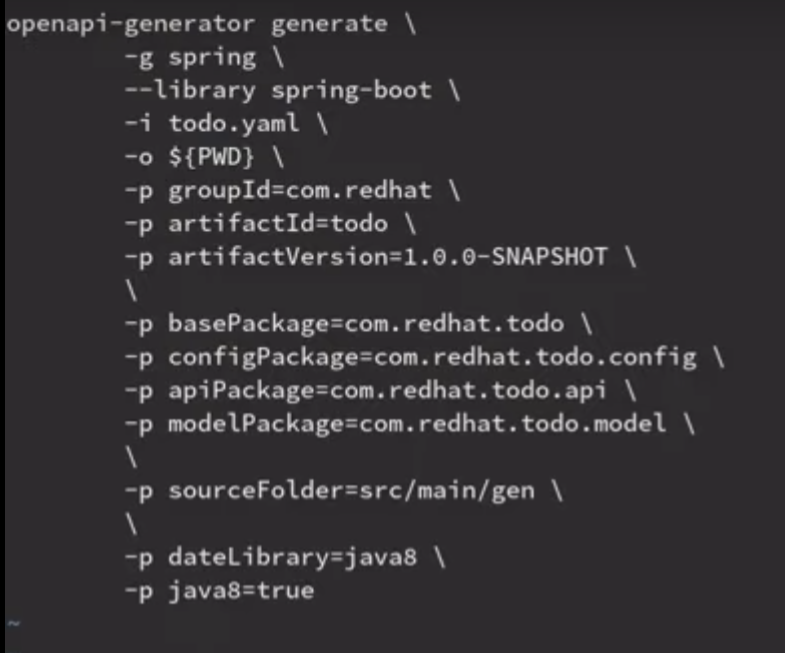 openapi-generator generate \
        -g spring \
        --library spring-boot \
        -i todo.yaml \
        -o ${PWD} \
        -p groupId=com.redhat \
        -p artifactId=todo \
        -p artifactVersion=1.0.0-SNAPSHOT \
        \
        -p basePackage=com.redhat.todo \
        -p configPackage=com.redhat.todo.config \
        -p apiPackage=com.redhat.todo.api \
        -p modelPackage=com.redhat.todo.model \
        \
        -p sourceFolder=src/main/gen \
        \
        -p dateLibrary=java8 \
        -p java8=true
~